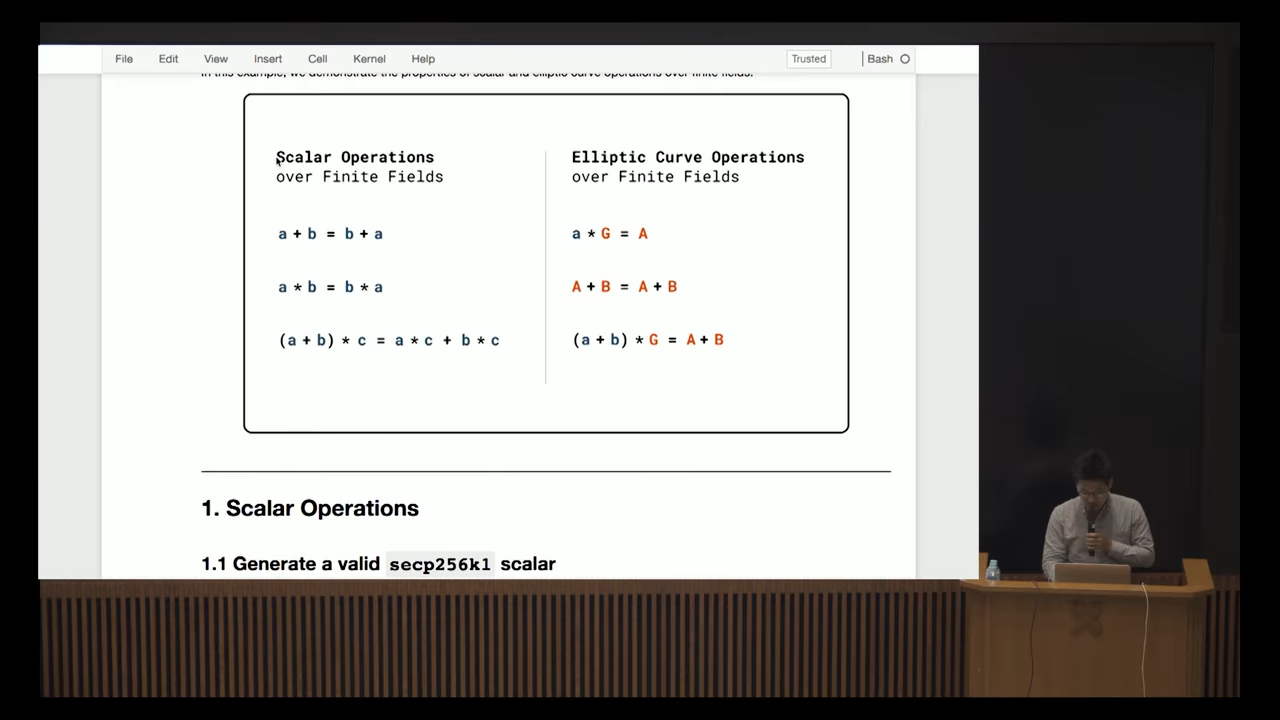 File Edit View Insert Cell Kernel Help Trusted Bash
In this example, we demonstrate the properties of scalar and elliptic curve operations over finite fields.
Scalar Operations
over Finite Fields
a + b = b + a
a * b = b * a
(a + b) * c = a * c + b * c
Elliptic Curve Operations
over Finite Fields
a * G = A
A + B = A + B
(a + b) * G = A + B
1. Scalar Operations
1.1 Generate a valid secp256k1 scalar